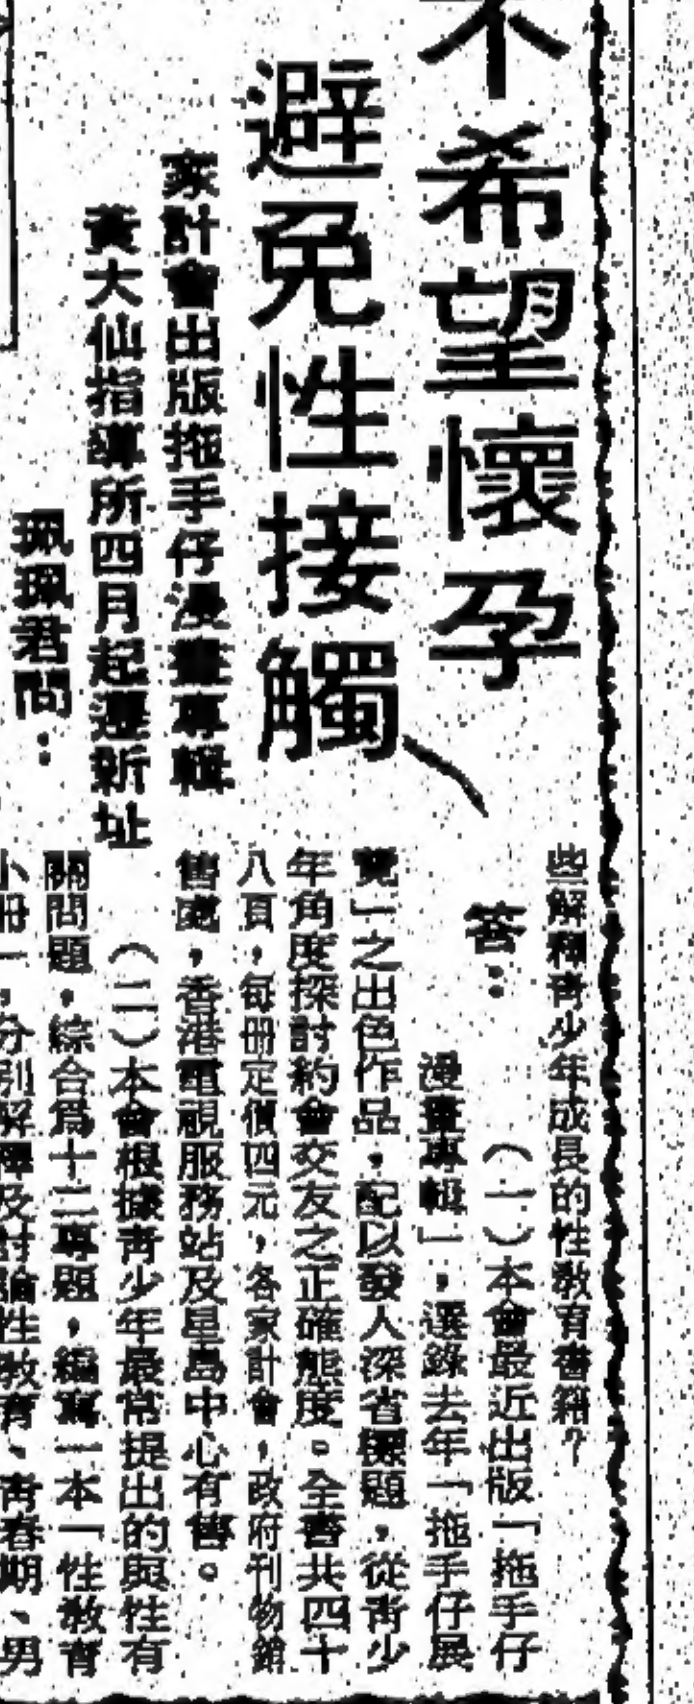 不希望懷孕
避免性接觸
家計會出版拖手仔漫畫專輯
黃大仙指導所四月起遷新址
珮珮君問：
些解釋青少年成長的性教育書籍？
答：
（一）本會最近出版「拖手仔
漫畫專輯」，選錄去年「拖手仔展
覽」之出色作品，配以發人深省標題，從青少
年角度探討約會交友之正確態度。全書共四十
八頁，每冊定價四元，各家計會，政府刊物銷
售處，香港電視服務站及星島中心有售。
（二）本會根據青少年最常提出的與性有
關問題，綜合為十二專題，編寫一本「性教育
小冊」，分別解釋及討論性教育、青春期、男